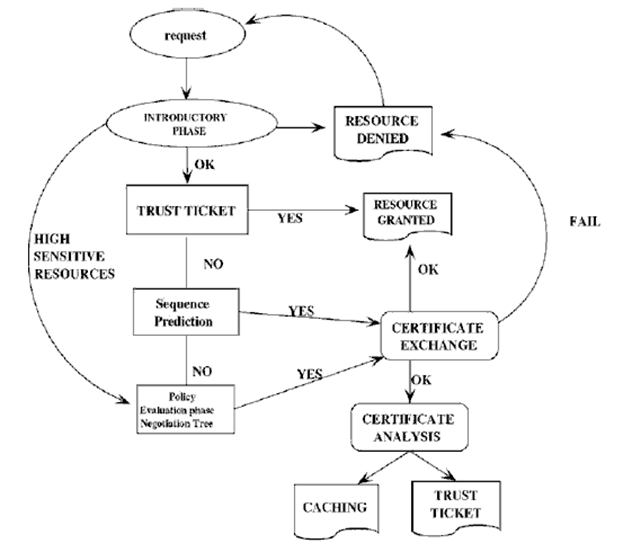 request
INTRODUCTORY
PHASE
RESOURCE
DENIED
OK
TRUST TICKET
YES
RESOURCE
GRANTED
FAIL
HIGH
SENSITIVE
RESOURCES
NO
OK
Sequence
Prediction
YES
CERTIFICATE
EXCHANGE
NO
YES
OK
Policy
Evaluation phase
Negotiation Tree
CERTIFICATE
ANALYSIS
CACHING
TRUST
TICKET